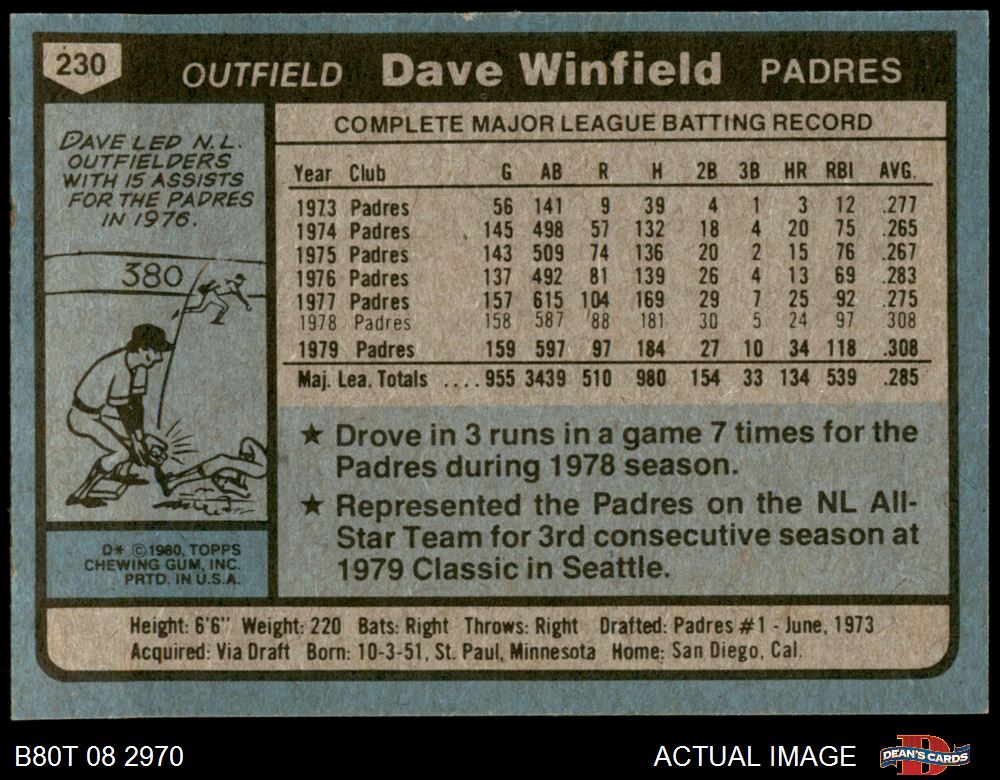 230 OUTFIELD Dave Winfield PADRES
DAVE LED N.L.
OUTFIELDERS
WITH 15 ASSISTS
FOR THE PADRES
IN 1976.
380
D* ©1980, TOPPS
CHEWING GUM, INC.
PRTD. IN U.S.A.
COMPLETE MAJOR LEAGUE BATTING RECORD
Year Club G AB R H 2B 3B HR RBI AVG.
1973 Padres 56 141 9 39 4 1 3 12 .277
1974 Padres 145 498 57 132 18 4 20 75 .265
1975 Padres 143 509 74 136 20 2 15 76 .267
1976 Padres 137 492 81 139 26 4 13 69 .283
1977 Padres 157 615 104 169 29 7 25 92 .275
1978 Padres 158 587 88 181 30 5 24 97 .308
1979 Padres 159 597 97 184 27 10 34 118 .308
Maj. Lea. Totals .... 955 3439 510 980 154 33 134 539 .285
★ Drove in 3 runs in a game 7 times for the
Padres during 1978 season.
★ Represented the Padres on the NL All-
Star Team for 3rd consecutive season at
1979 Classic in Seattle.
Height: 6'6" Weight: 220 Bats: Right Throws: Right Drafted: Padres #1 - June, 1973
Acquired: Via Draft Born: 10-3-51, St. Paul, Minnesota Home: San Diego, Cal.
B80T 08 2970 ACTUAL IMAGE DEAN'S CARDS